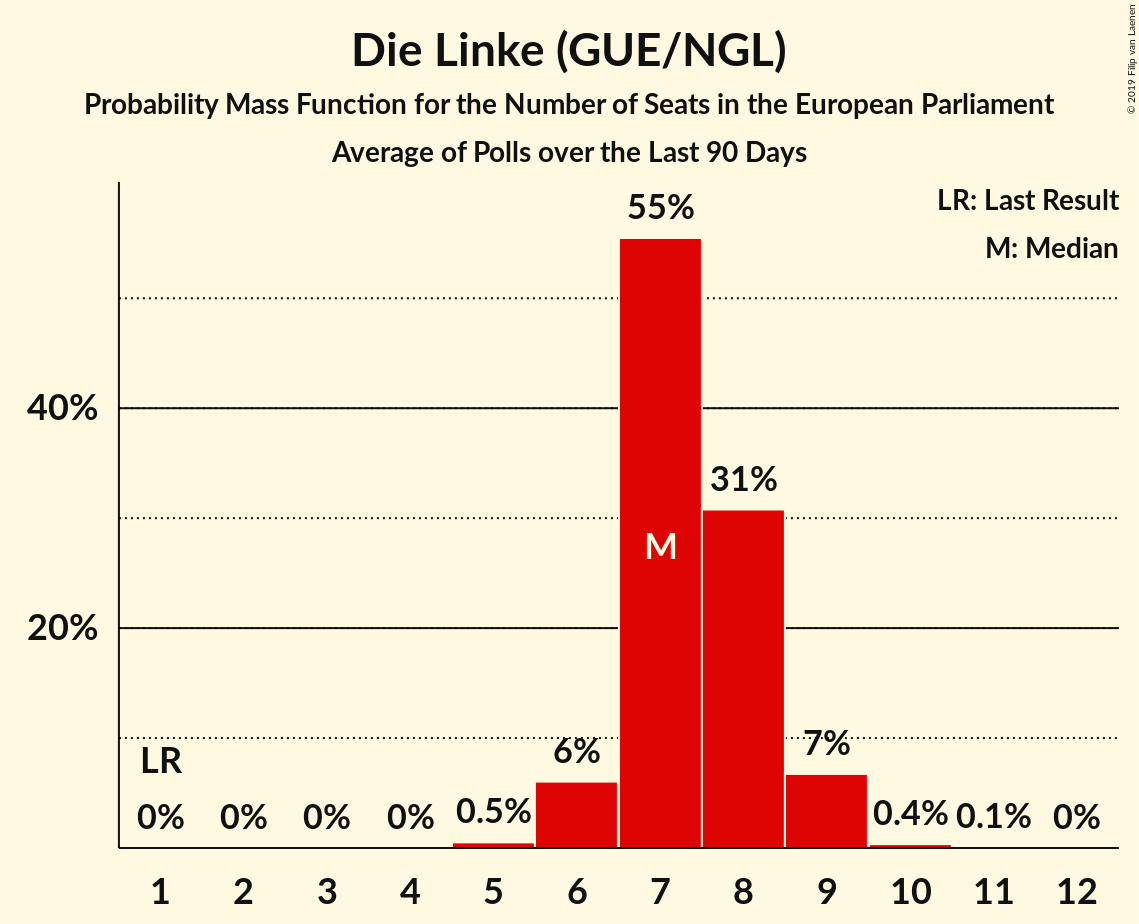 Die Linke (GUE/NGL)
Probability Mass Function for the Number of Seats in the European Parliament
Average of Polls over the Last 90 Days
© 2019 Filip van Laenen
LR: Last Result
M: Median
55%
40%
31%
M
20%
LR
6%
7%
0% 0% 0% 0% 0.5% 0.4% 0.1% 0%
1 2 3 4 5 6 7 8 9 10 11 12